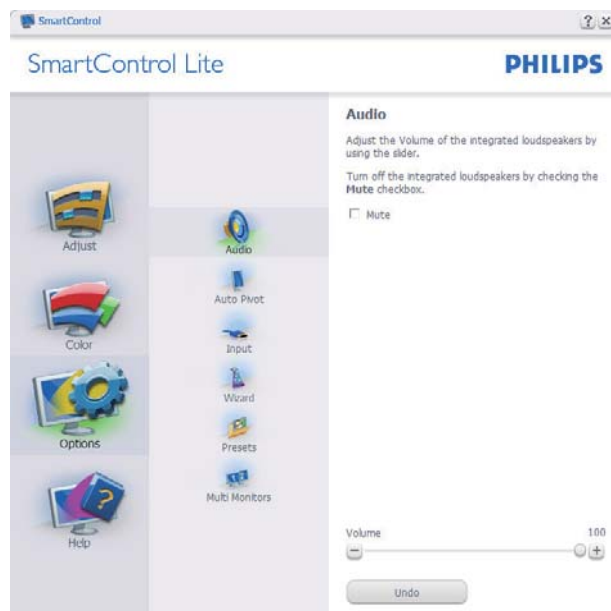 SmartControl
? x
SmartControl Lite
PHILIPS
Adjust
Color
Options
Help
Audio
Auto Pivot
Input
Wizard
Presets
Multi Monitors
Audio
Adjust the Volume of the integrated loudspeakers by
using the slider.
Turn off the integrated loudspeakers by checking the
Mute checkbox.
Mute
Volume 100
Undo